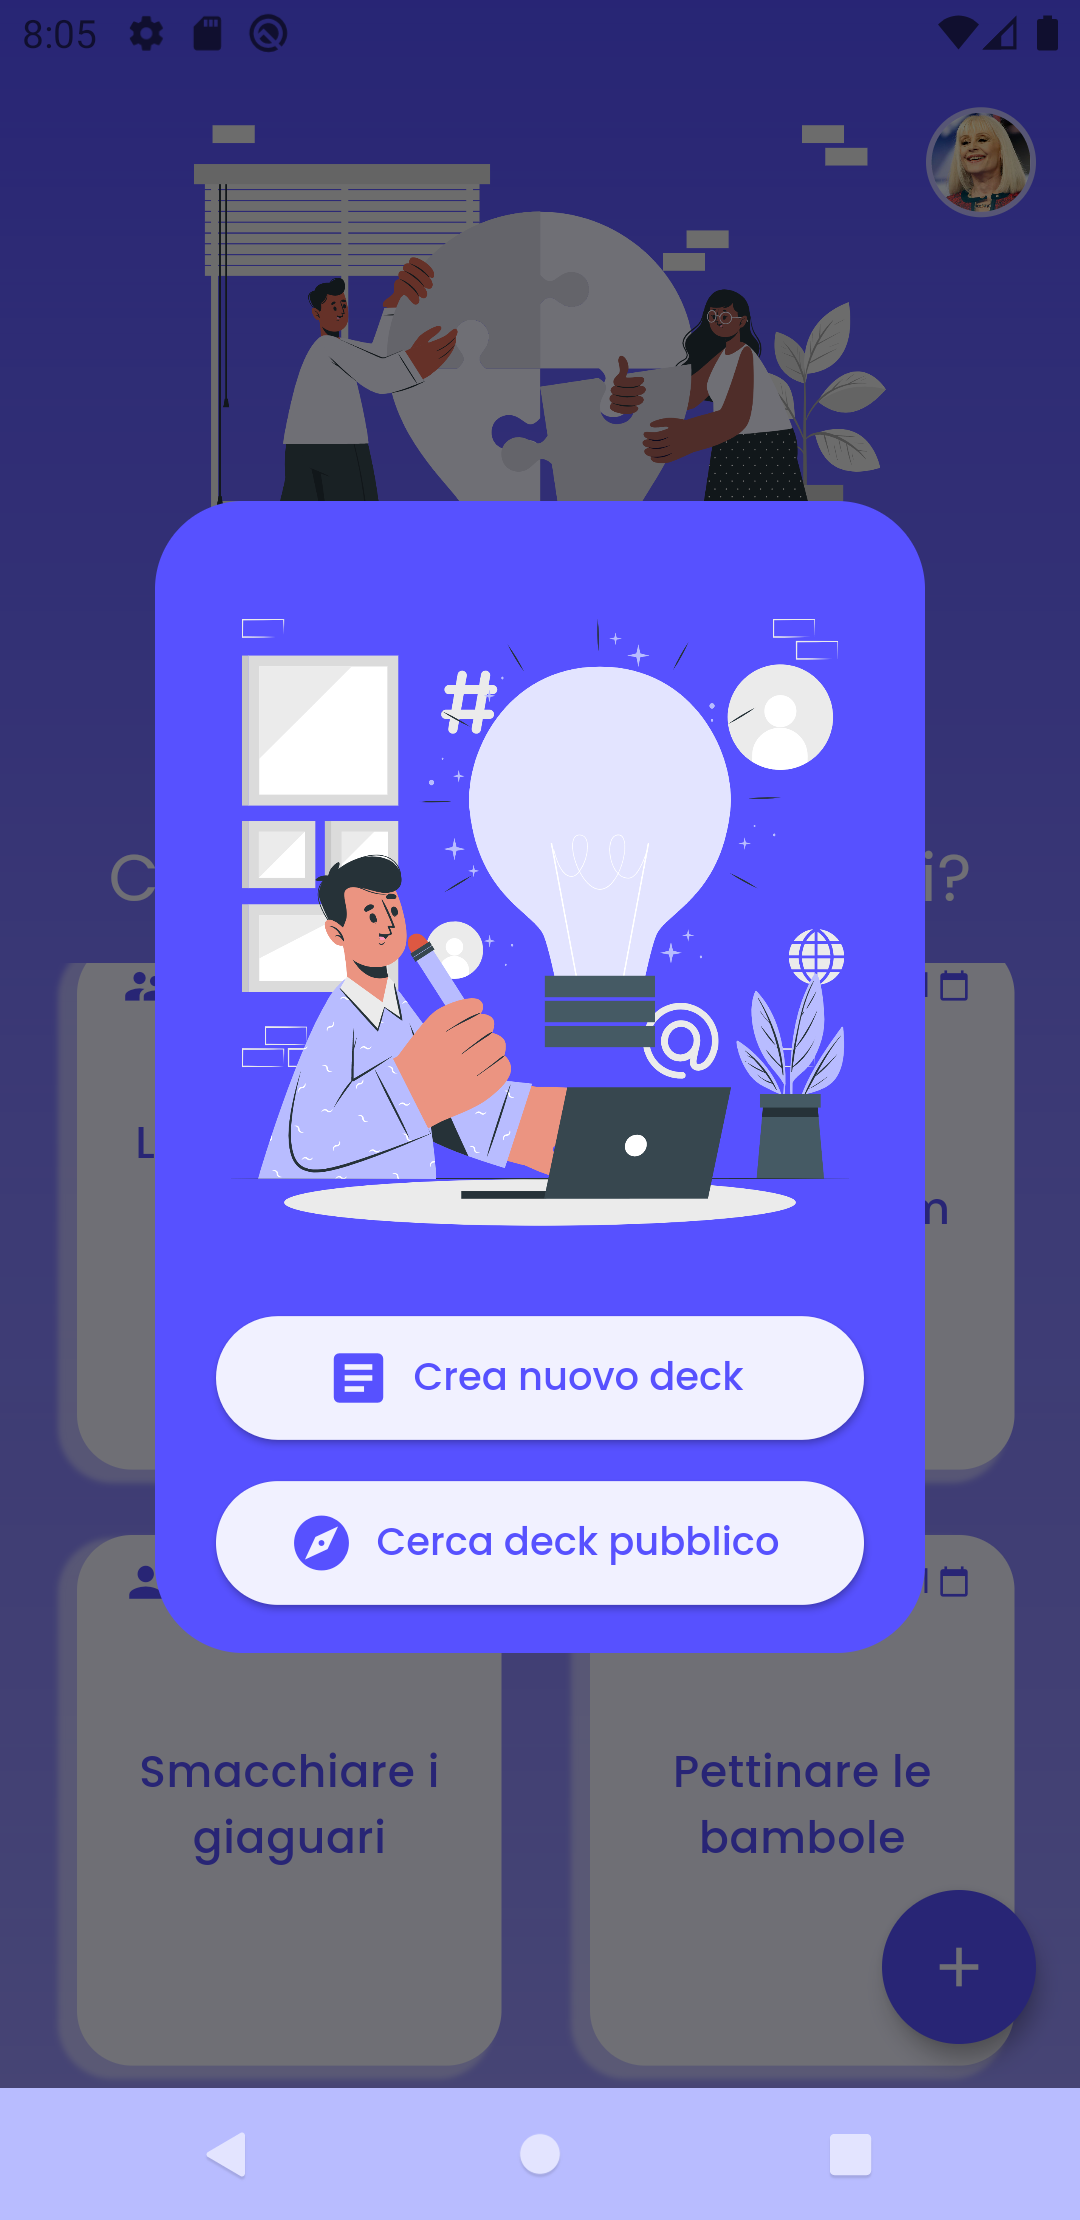 8:05
Crea nuovo deck
Cerca deck pubblico
Smacchiare i
giaguari
Pettinare le
bambole